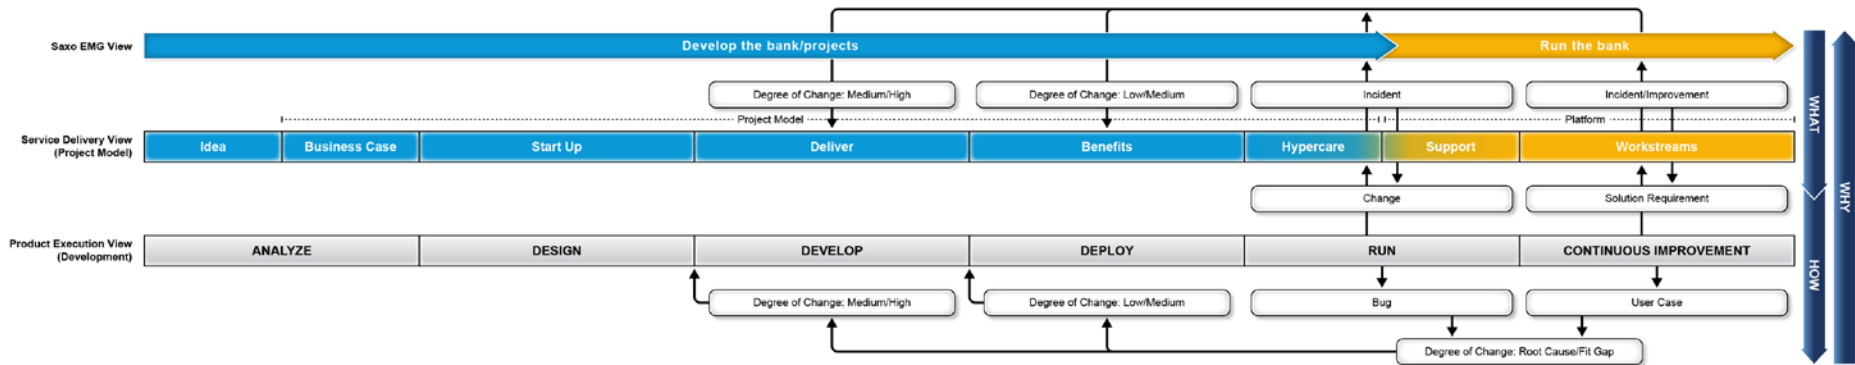 Saxo EMG View
Develop the bank/projects
Run the bank
Degree of Change: Medium/High
Degree of Change: Low/Medium
Incident
Incident/Improvement
Project Model
Platform
Service Delivery View
(Project Model)
Idea
Business Case
Start Up
Deliver
Benefits
Hypercare
Support
Workstreams
Change
Solution Requirement
Product Execution View
(Development)
ANALYZE
DESIGN
DEVELOP
DEPLOY
RUN
CONTINUOUS IMPROVEMENT
Degree of Change: Medium/High
Degree of Change: Low/Medium
Bug
User Case
Degree of Change: Root Cause/Fit Gap
WHAT
HOW
WHY